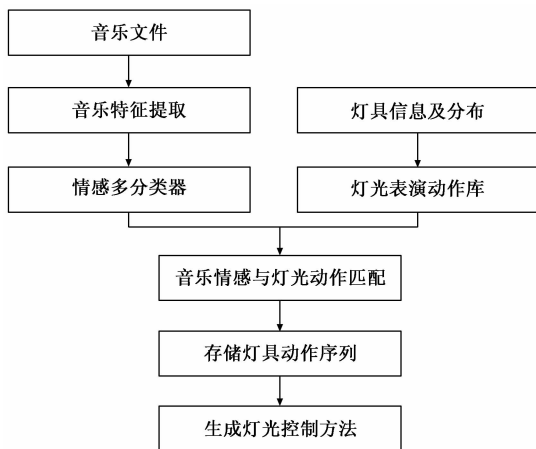 音乐文件
音乐特征提取
灯具信息及分布
情感多分类器
灯光表演动作库
音乐情感与灯光动作匹配
存储灯具动作序列
生成灯光控制方法